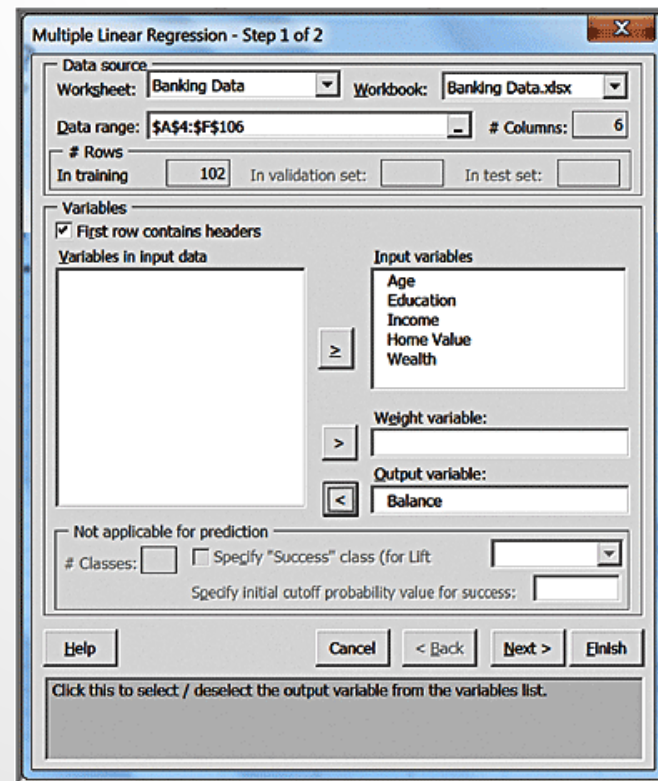 Multiple Linear Regression - Step 1 of 2
Data source
Worksheet: Banking Data Workbook: Banking Data.xlsx
Data range: $A$4:$F$106 # Columns: 6
# Rows
In training 102 In validation set: In test set:
Variables
First row contains headers
Variables in input data Input variables
Age
Education
Income
Home Value
Wealth
≥
Weight variable:
>
Output variable:
< Balance
Not applicable for prediction
# Classes: Specify "Success" class (for Lift
Specify initial cutoff probability value for success:
Help Cancel < Back Next > Finish
Click this to select / deselect the output variable from the variables list.